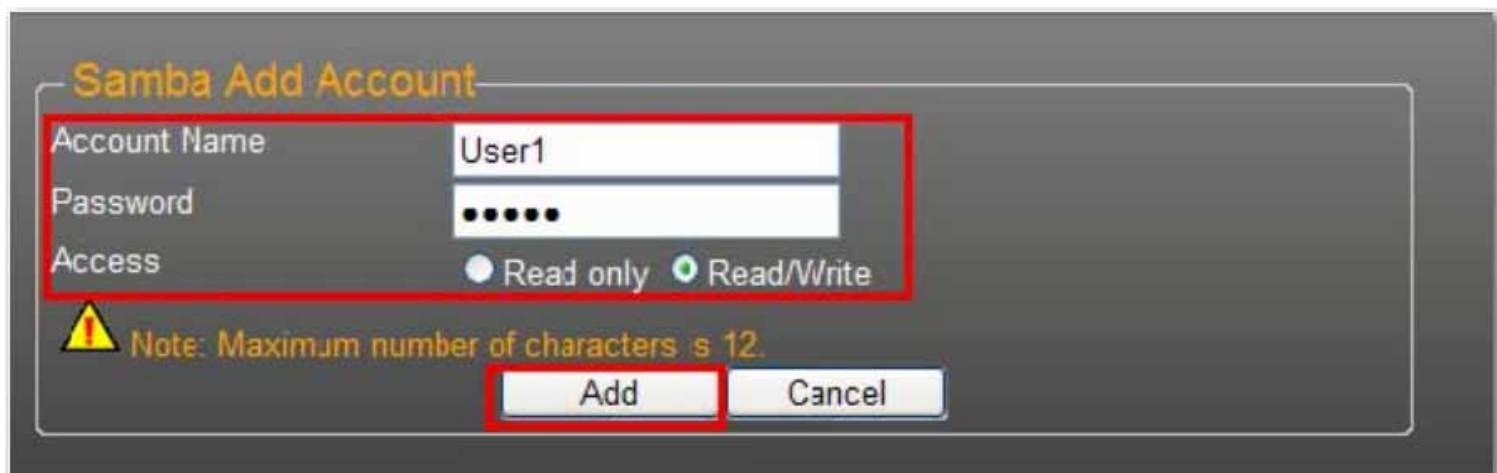 Samba Add Account
Account Name User1
Password •••••
Access Read only Read/Write
Note: Maximum number of characters is 12.
Add Cancel